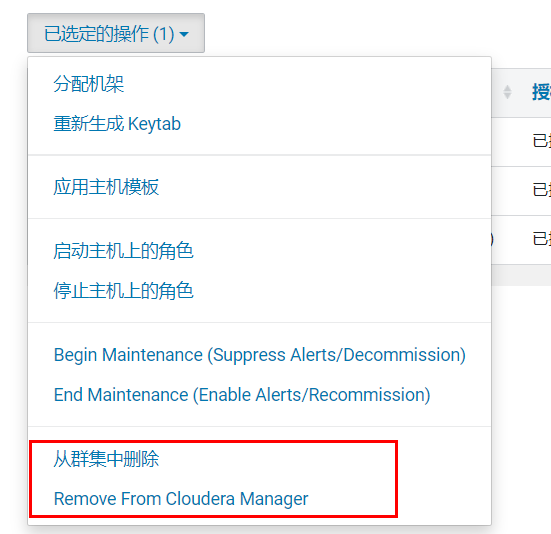 已选定的操作 (1)
分配机架
重新生成 Keytab
应用主机模板
启动主机上的角色
停止主机上的角色
Begin Maintenance (Suppress Alerts/Decommission)
End Maintenance (Enable Alerts/Recommission)
从群集中删除
Remove From Cloudera Manager
已
已
)
已